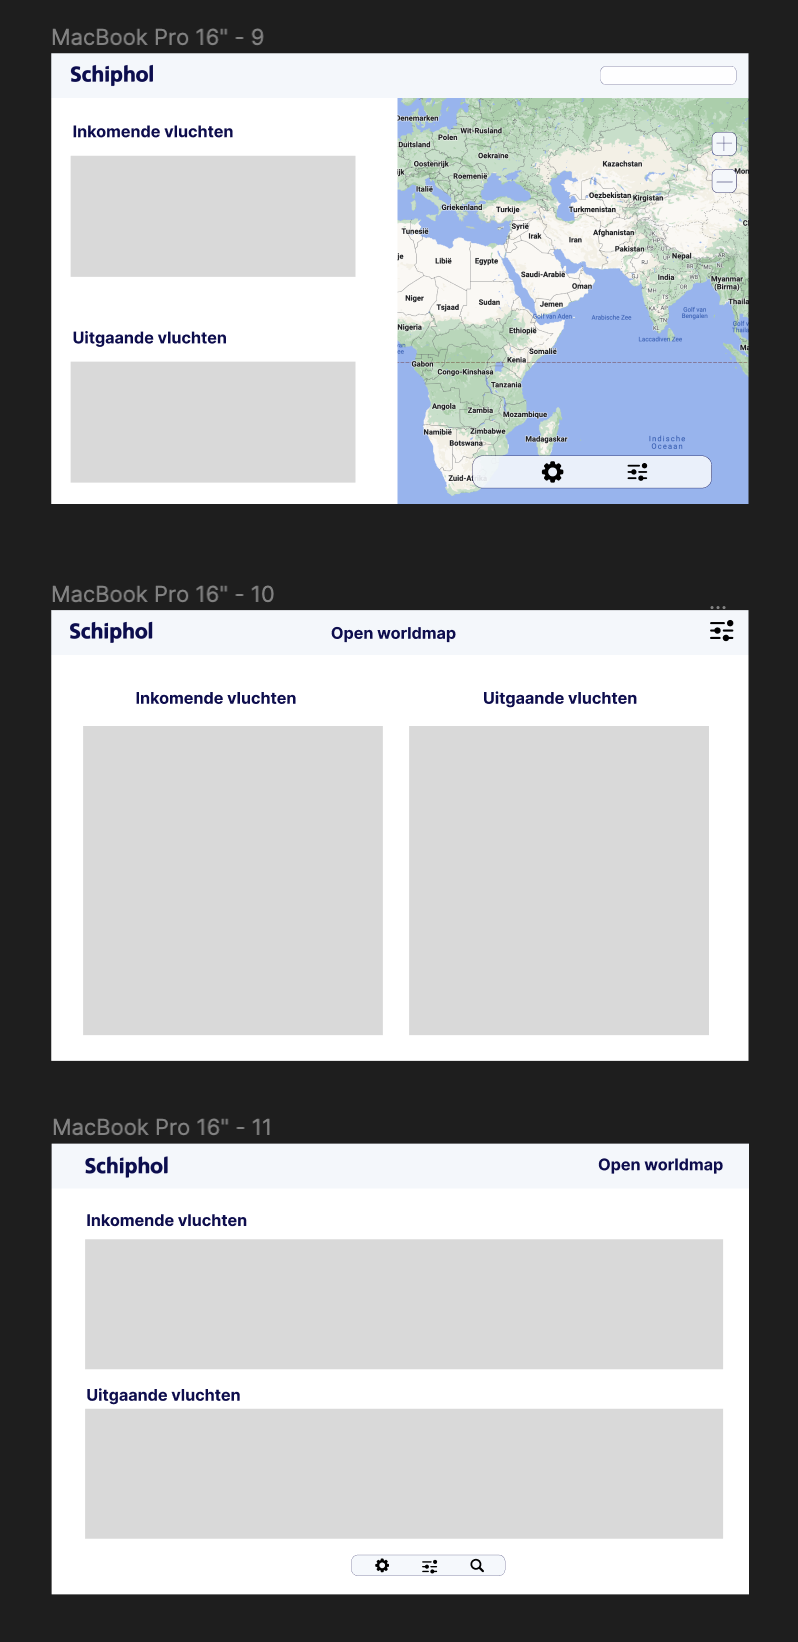 MacBook Pro 16" - 9
Schiphol
Inkomende vluchten
Uitgaande vluchten
Denemarken
Wit-Rusland
Polen
Duitsland
Oekraïne
Oostenrijk
Kazachstan
Roemenië
Italië
Oezbekistan
Kirgistan
Griekenland
Turkije
Turkmenistan
Syrië
Tunesië
Irak
Iran
Afghanistan
Pakistan
Nepal
Libië
Egypte
Saudi-Arabië
India
Myanmar
(Birma)
Oman
Niger
Tsjaad
Sudan
Jemen
Golf van Aden
Arabische Zee
Golf van
Bengalen
Nigeria
Ethiopië
Laccadiven Zee
Somalië
Gabon
Kenia
Congo-Kinshasa
Tanzania
Angola
Zambia
Mozambique
Namibië
Zimbabwe
Botswana
Madagaskar
Indische
Oceaan
MacBook Pro 16" - 10
Schiphol
Open worldmap
Inkomende vluchten
Uitgaande vluchten
MacBook Pro 16" - 11
Schiphol
Open worldmap
Inkomende vluchten
Uitgaande vluchten